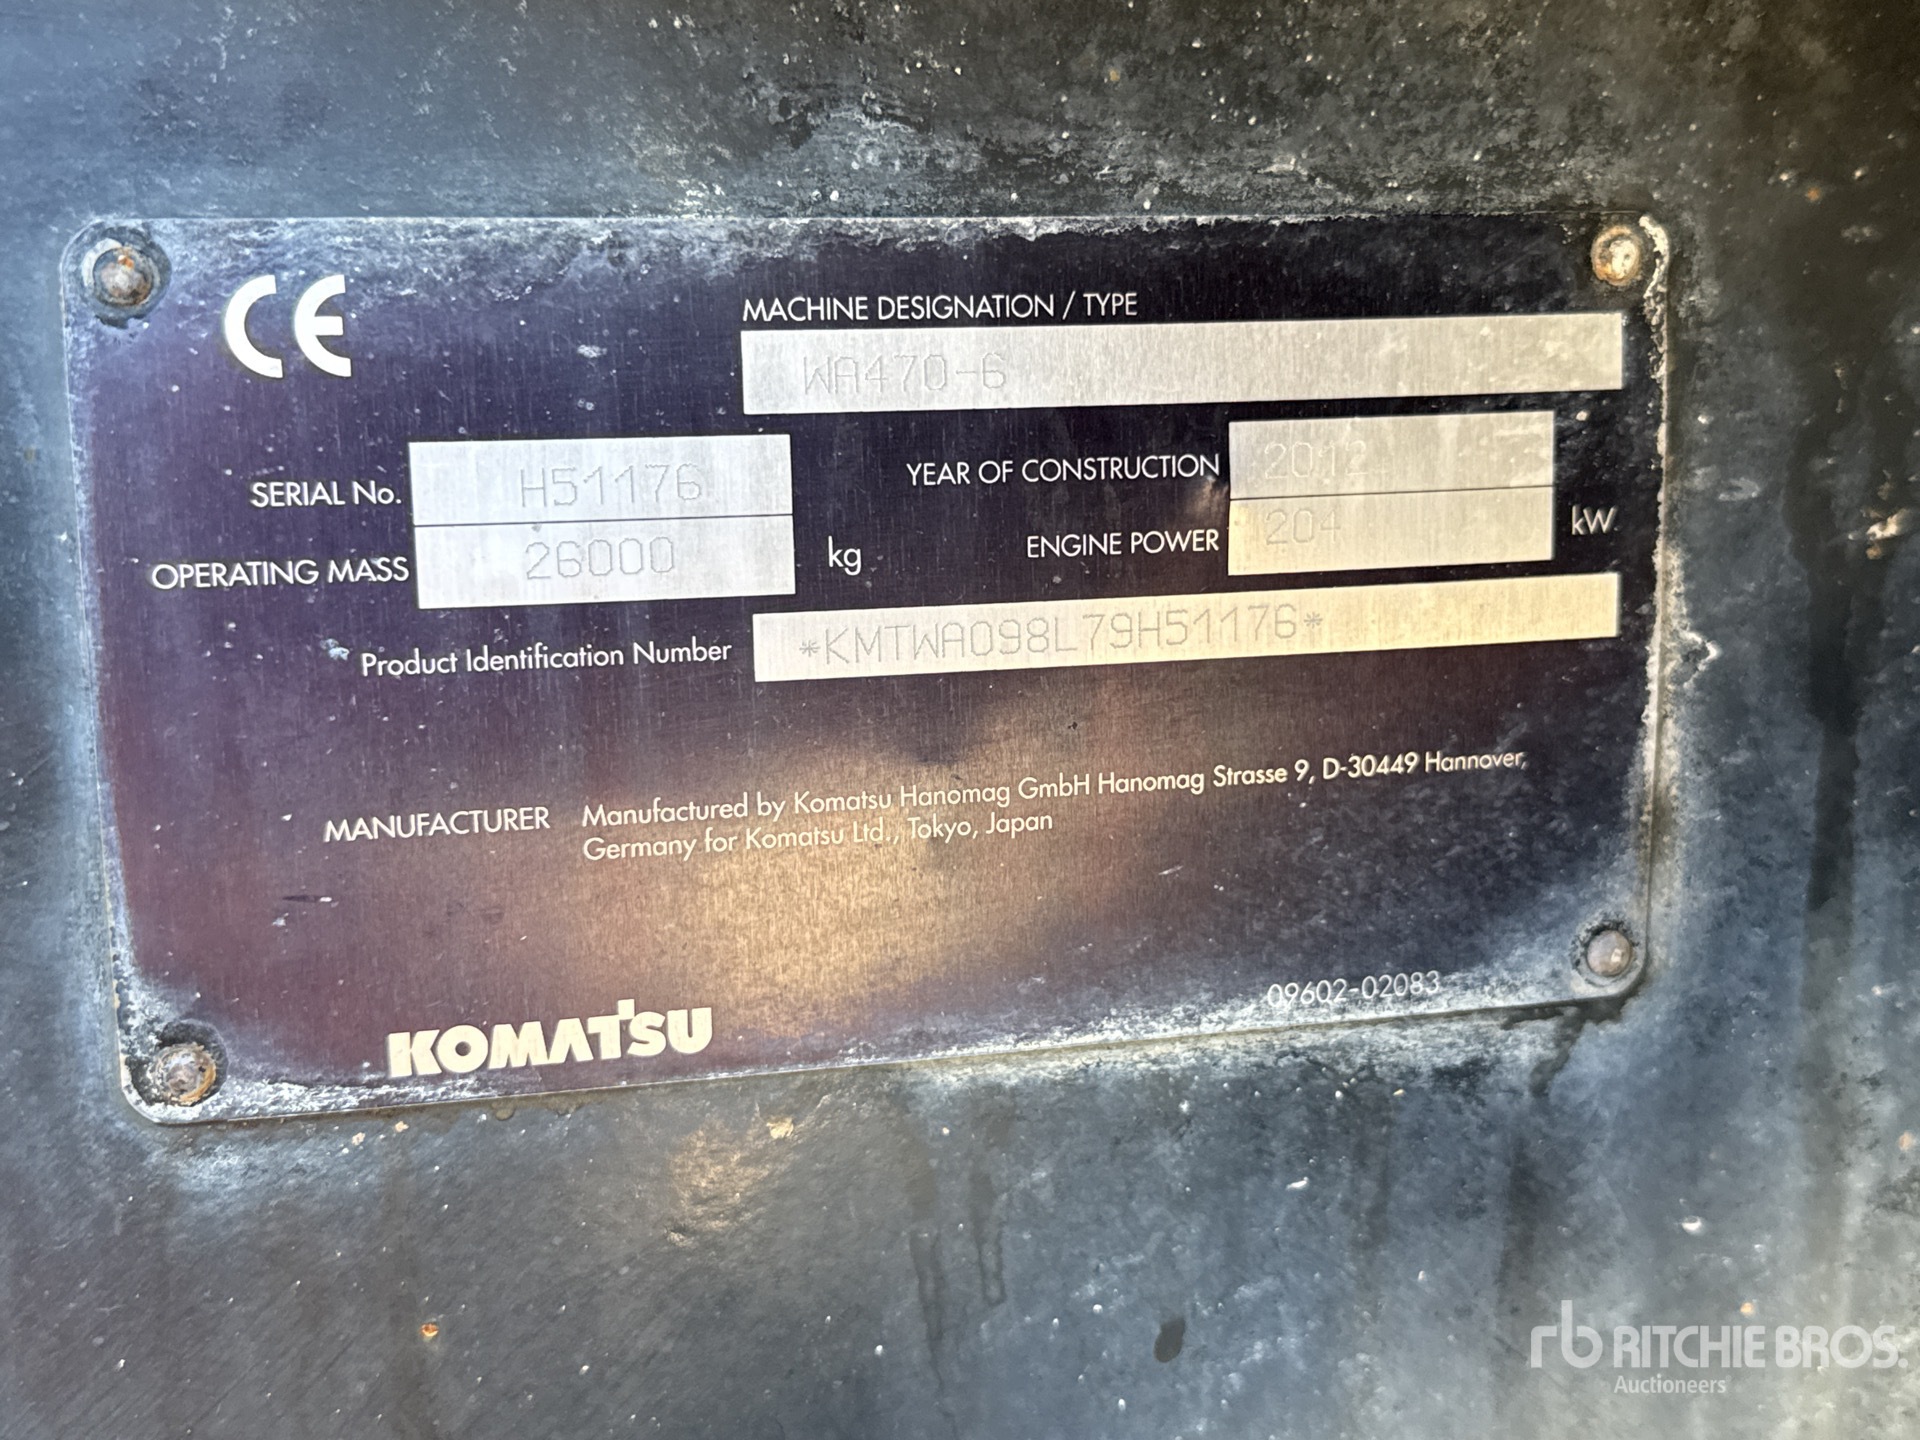 CE
MACHINE DESIGNATION / TYPE
WA470-6
SERIAL No. H51176
YEAR OF CONSTRUCTION 2012
OPERATING MASS 26000 kg
ENGINE POWER 204 kW
Product Identification Number *KMTWA098L79H51176*
MANUFACTURER Manufactured by Komatsu Hanomag GmbH Hanomag Strasse 9, D-30449 Hannover,
Germany for Komatsu Ltd., Tokyo, Japan
KOMATSU
09602-02083
rb RITCHIE BROS.
Auctioneers